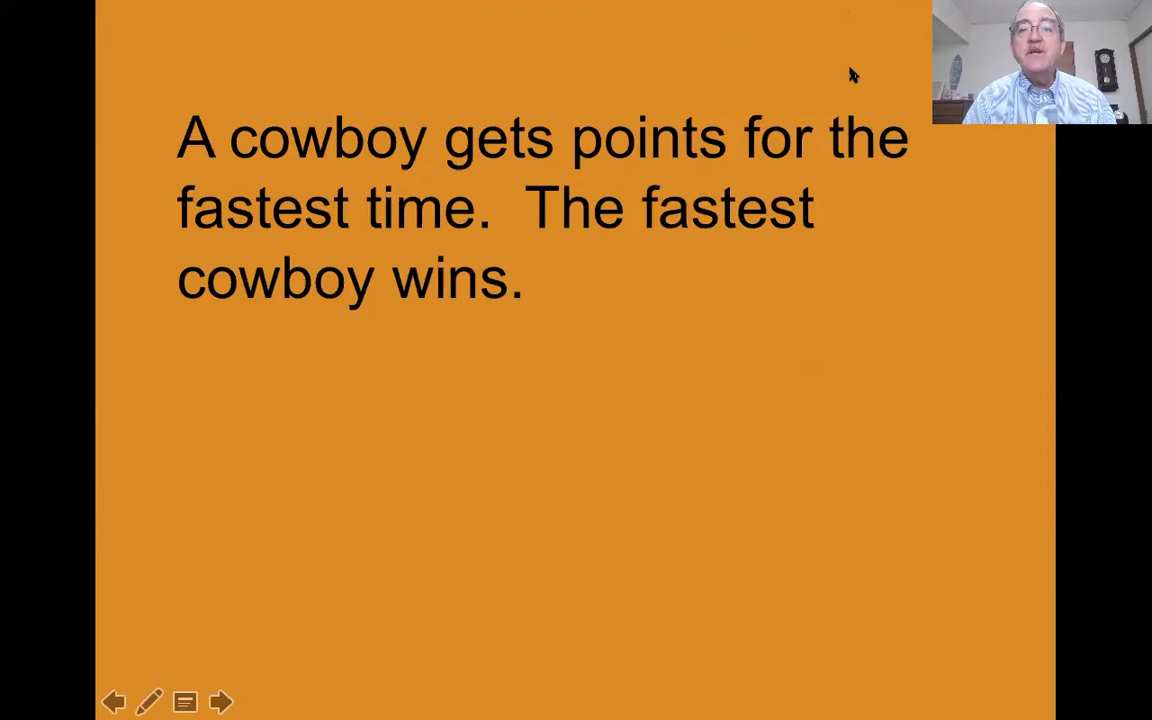 A cowboy gets points for the
fastest time.  The fastest
cowboy wins.